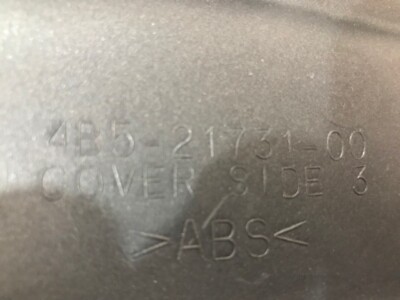 4B5-21731-00
COVER SIDE 3
>ABS<